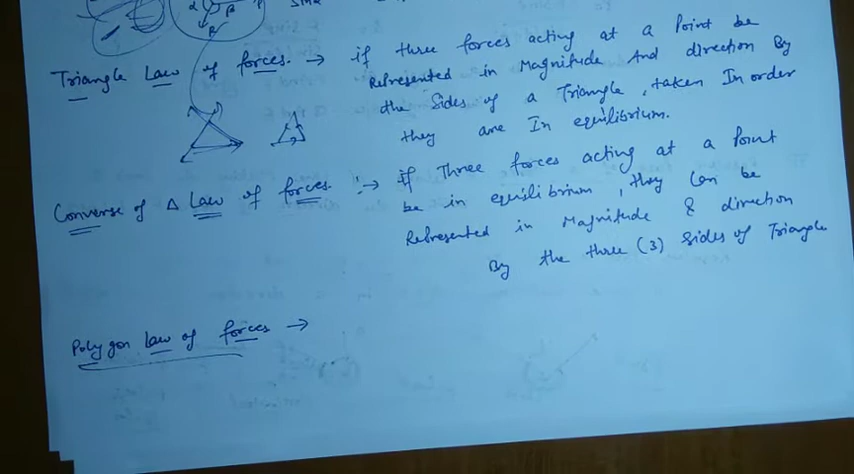 α β P sinα
β
Triangle Law of forces. → if three forces acting at a Point be
Represented in Magnitude And direction By
the Sides of a Triangle, taken In order
they are In equilibrium.
Converse of Δ Law of forces. :→ if Three forces acting at a Point
be in equilibrium, they can be
Represented in Magnitude & direction
By the three (3) sides of Triangle
Polygon law of forces →